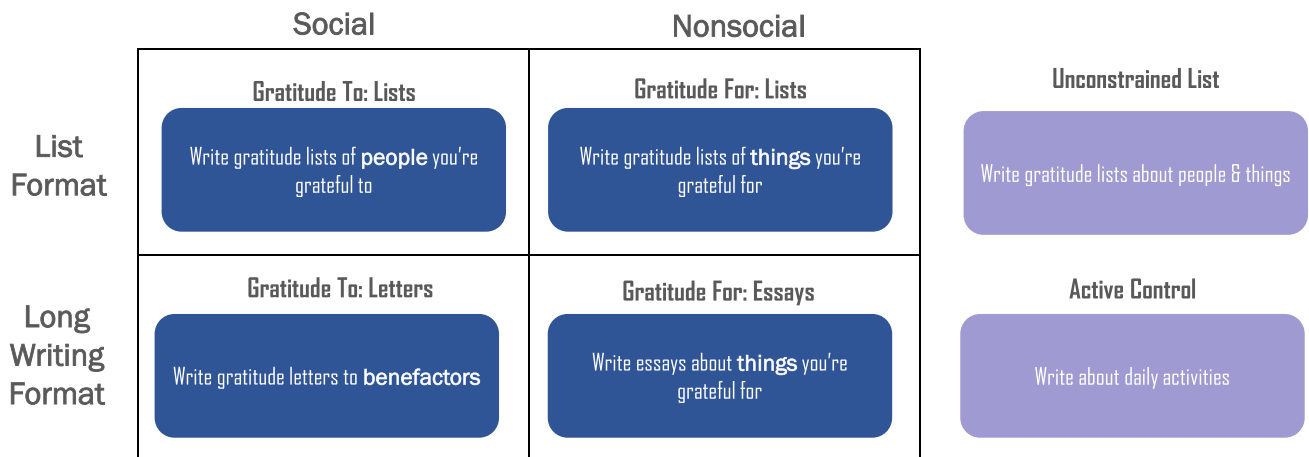 Social
Nonsocial
List
Format
Gratitude To: Lists
Write gratitude lists of people you're
grateful to
Gratitude For: Lists
Write gratitude lists of things you're
grateful for
Unconstrained List
Write gratitude lists about people & things
Long
Writing
Format
Gratitude To: Letters
Write gratitude letters to benefactors
Gratitude For: Essays
Write essays about things you're
grateful for
Active Control
Write about daily activities